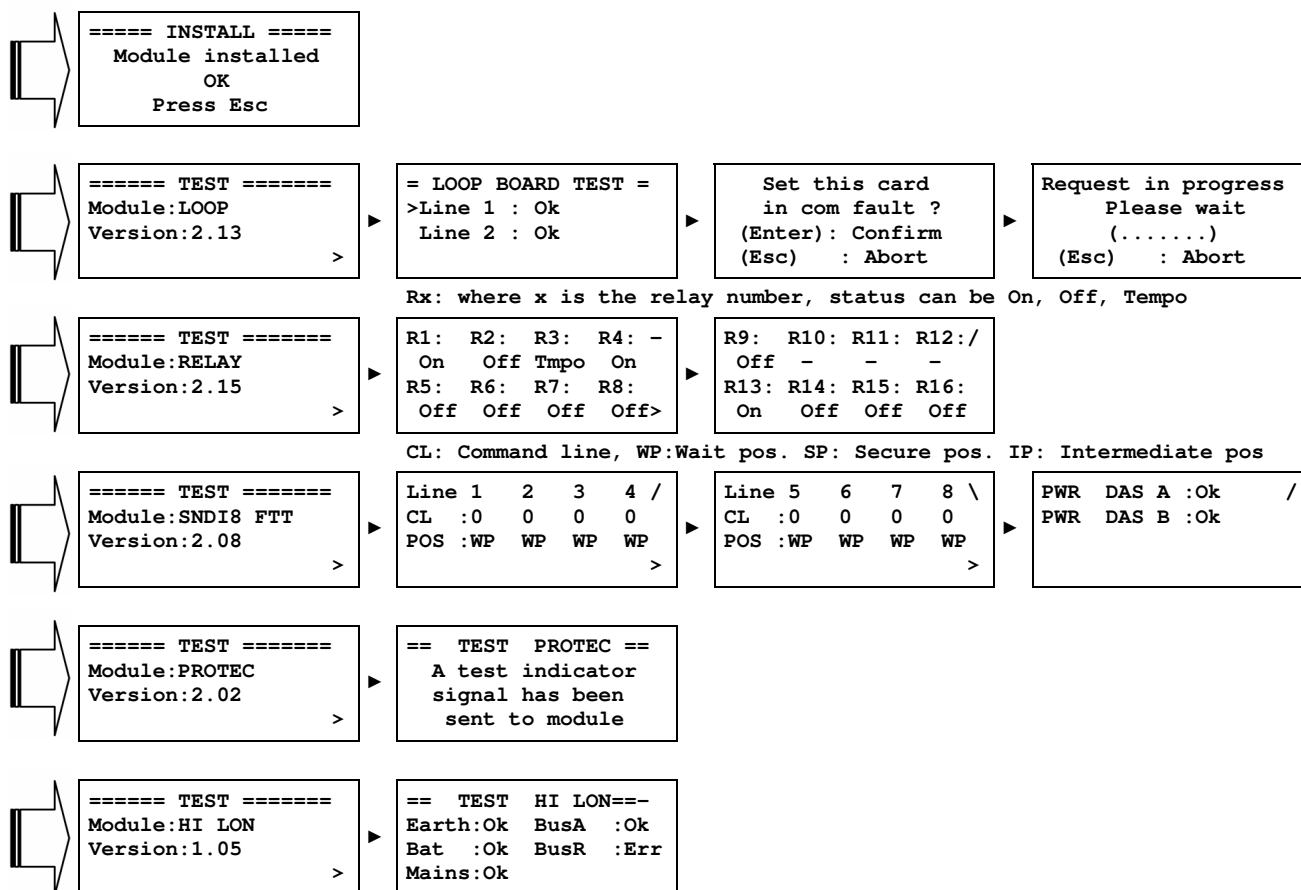 ===== INSTALL =====
Module installed
OK
Press Esc
====== TEST =======
Module:LOOP
Version:2.13
>
= LOOP BOARD TEST =
>Line 1 : Ok
Line 2 : Ok
Set this card
in com fault ?
(Enter): Confirm
(Esc) : Abort
Request in progress
Please wait
(.......)
(Esc) : Abort
Rx: where x is the relay number, status can be On, Off, Tempo
====== TEST =======
Module:RELAY
Version:2.15
>
R1: R2: R3: R4: -
On Off Tmpo On
R5: R6: R7: R8:
Off Off Off Off>
R9: R10: R11: R12:/
Off - - -
R13: R14: R15: R16:
On Off Off Off
CL: Command line, WP:Wait pos. SP: Secure pos. IP: Intermediate pos
====== TEST =======
Module:SNDI8 FTT
Version:2.08
>
Line 1 2 3 4 /
CL :0 0 0 0
POS :WP WP WP WP
>
Line 5 6 7 8 \
CL :0 0 0 0
POS :WP WP WP WP
>
PWR DAS A :Ok /
PWR DAS B :Ok
====== TEST =======
Module:PROTEC
Version:2.02
>
== TEST PROTEC ==
A test indicator
signal has been
sent to module
====== TEST =======
Module:HI LON
Version:1.05
>
== TEST HI LON==-
Earth:Ok BusA :Ok
Bat :Ok BusR :Err
Mains:Ok